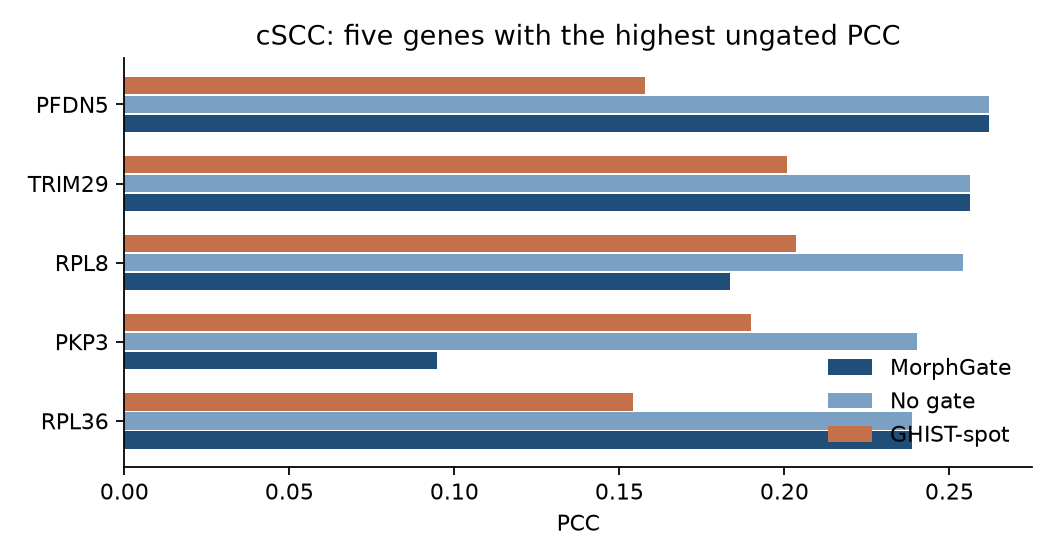 cSCC: five genes with the highest ungated PCC
PFDN5
TRIM29
RPL8
PKP3
RPL36
MorphGate
No gate
GHIST-spot
0.00 0.05 0.10 0.15 0.20 0.25
PCC